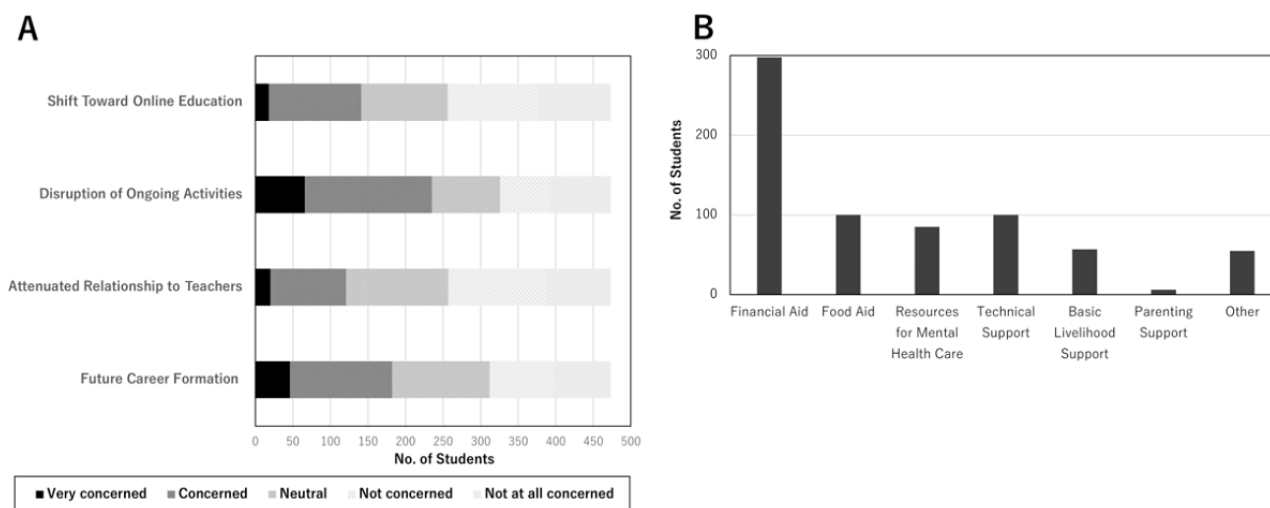 A
Shift Toward Online Education
Disruption of Ongoing Activities
Attenuated Relationship to Teachers
Future Career Formation
0 50 100 150 200 250 300 350 400 450 500
No. of Students
Very concerned Concerned Neutral Not concerned Not at all concerned
B
300
200
100
0
No. of Students
Financial Aid Food Aid Resources Technical Basic Parenting Other
for Mental Support Livelihood Support
Health Care Support